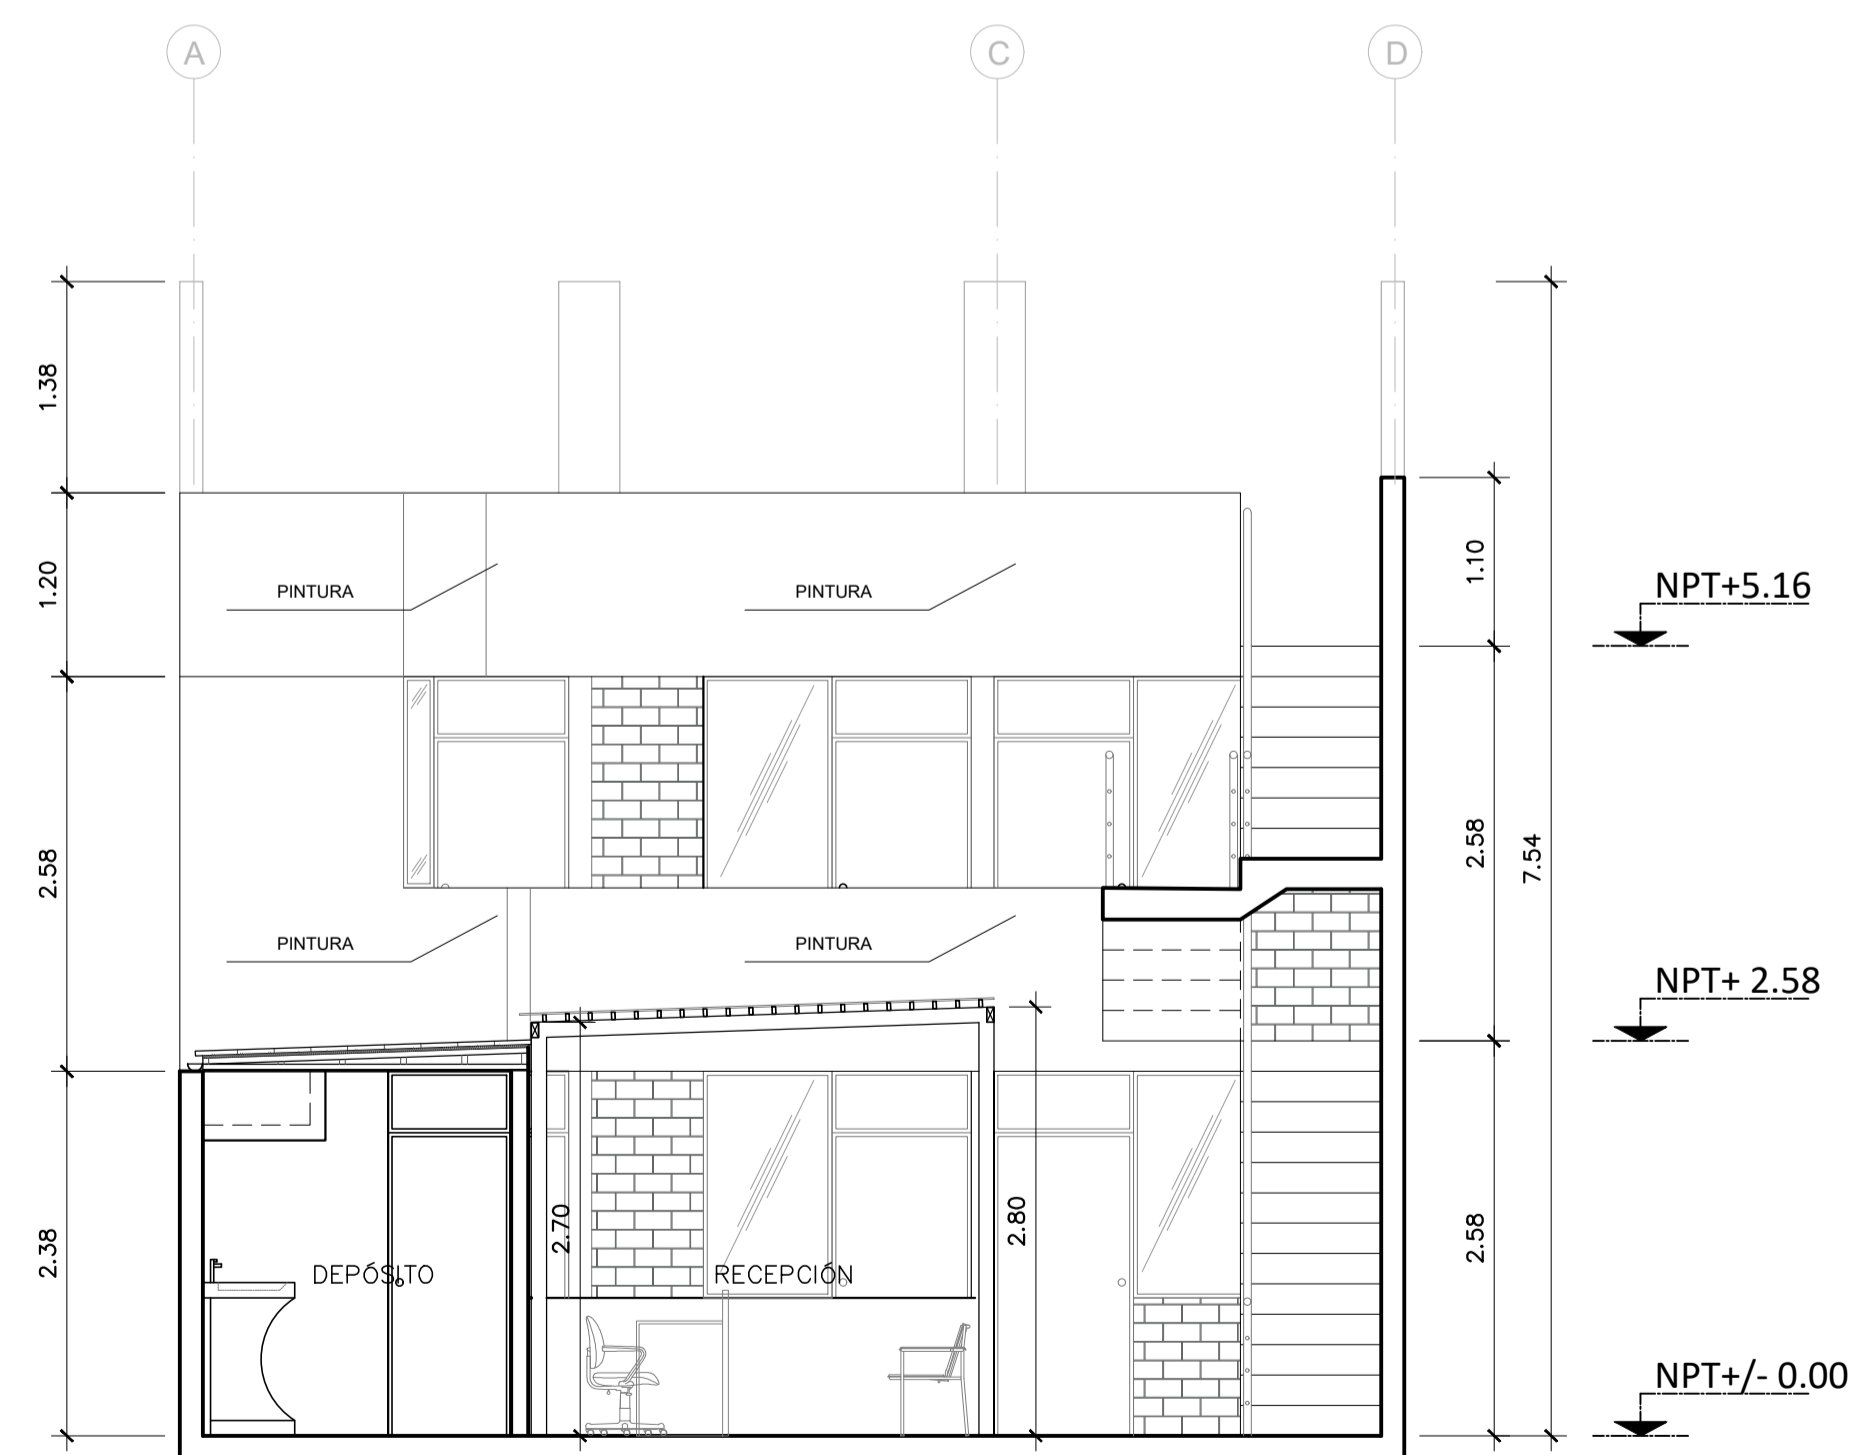 A
C
D
1.38
1.20
2.58
2.38
PINTURA
PINTURA
PINTURA
PINTURA
1.10
2.58
7.54
2.58
NPT+5.16
NPT+ 2.58
NPT+/- 0.00
2.70
2.80
DEPÓSITO
RECEPCIÓN